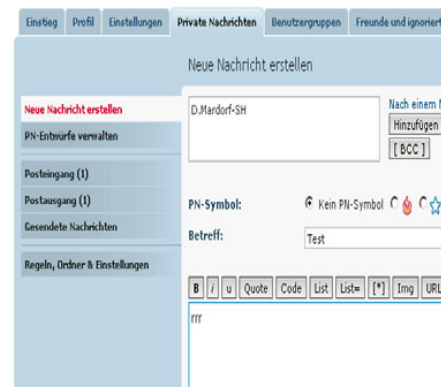 Einstieg Profil Einstellungen Private Nachrichten Benutzergruppen Freunde und ignoriert
Neue Nachricht erstellen
Neue Nachricht erstellen
PN-Entwürfe verwalten
Posteingang (1)
Postausgang (1)
Gesendete Nachrichten
Regeln, Ordner & Einstellungen
D.Mardorf-SH
Nach einem M
Hinzufügen
[ BCC ]
PN-Symbol: Kein PN-Symbol
Betreff: Test
B i u Quote Code List List= [*] Img URL
rrr